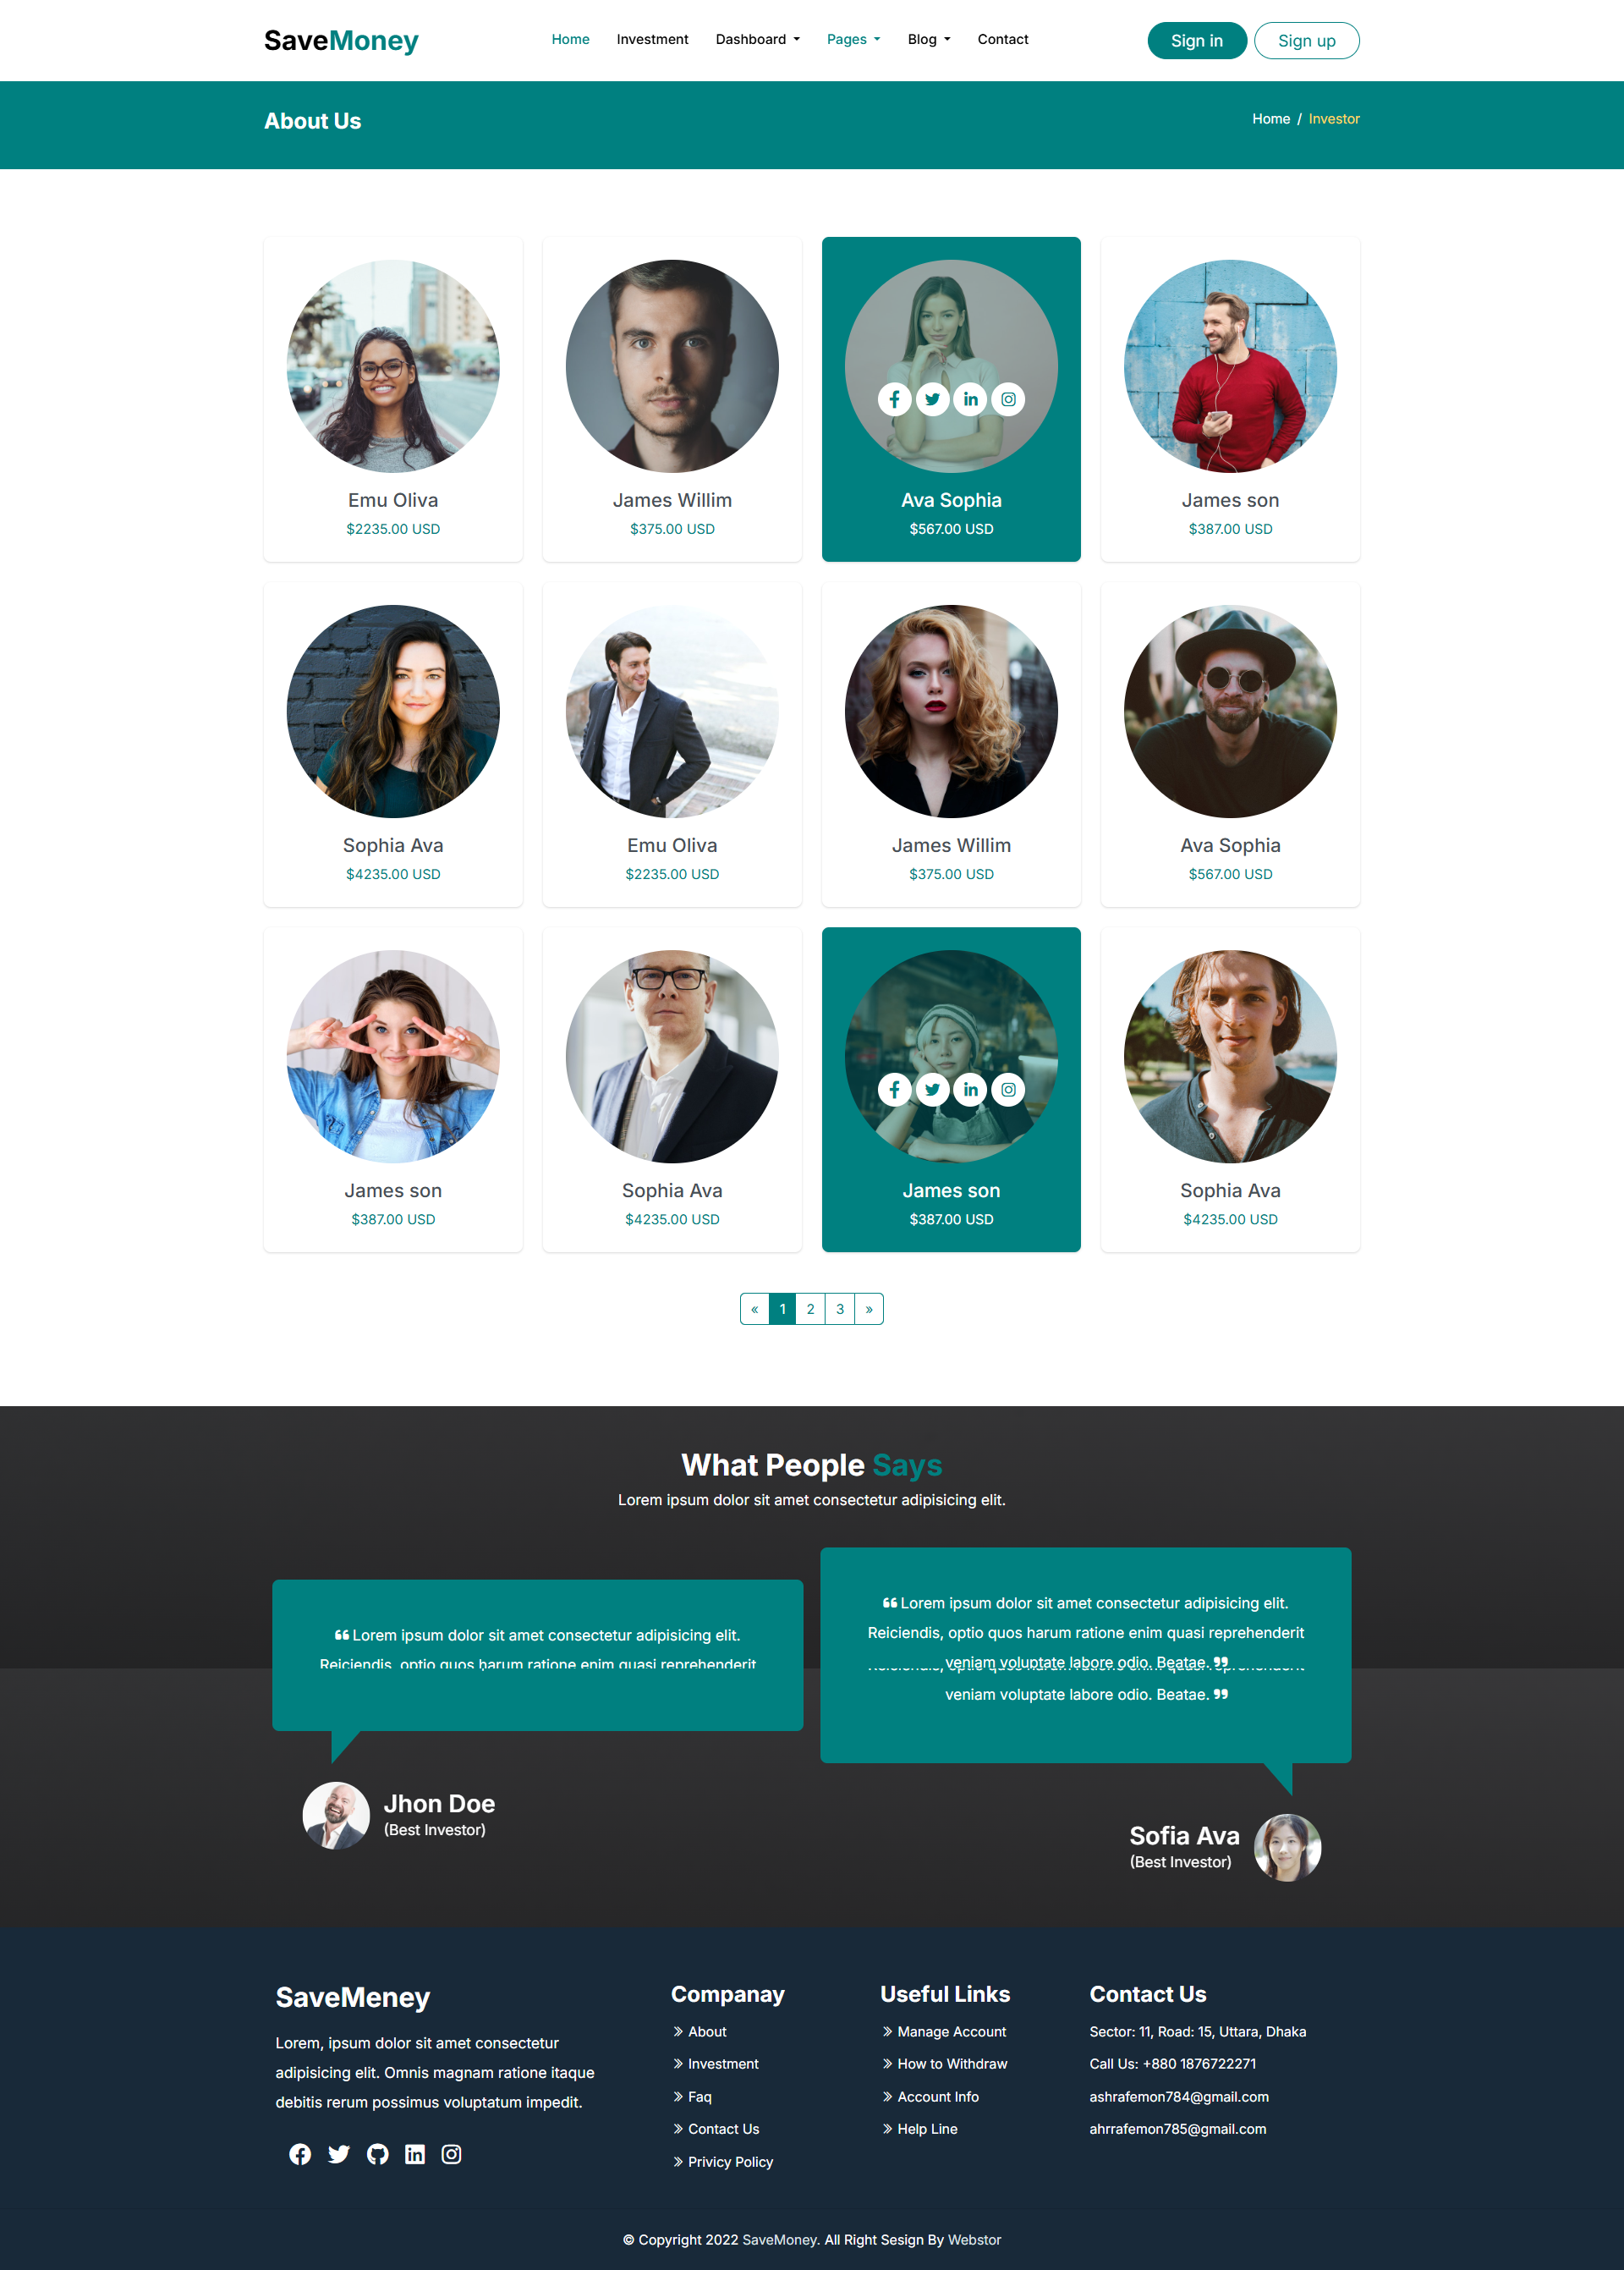 SaveMoney
Home Investment Dashboard Pages Blog Contact
Sign in Sign up
About Us
Home / Investor
Emu Oliva
$2235.00 USD
James Willim
$375.00 USD
Ava Sophia
$567.00 USD
James son
$387.00 USD
Sophia Ava
$4235.00 USD
Emu Oliva
$2235.00 USD
James Willim
$375.00 USD
Ava Sophia
$567.00 USD
James son
$387.00 USD
Sophia Ava
$4235.00 USD
James son
$387.00 USD
Sophia Ava
$4235.00 USD
« 1 2 3 »
What People Says
Lorem ipsum dolor sit amet consectetur adipisicing elit.
❝ Lorem ipsum dolor sit amet consectetur adipisicing elit.
Reiciendis, optio quos harum ratione enim quasi reprehenderit
Jhon Doe
(Best Investor)
❝ Lorem ipsum dolor sit amet consectetur adipisicing elit.
Reiciendis, optio quos harum ratione enim quasi reprehenderit
veniam voluptate labore odio. Beatae. ❞
veniam voluptate labore odio. Beatae. ❞
Sofia Ava
(Best Investor)
SaveMeney
Lorem, ipsum dolor sit amet consectetur
adipisicing elit. Omnis magnam ratione itaque
debitis rerum possimus voluptatum impedit.
Companay
About
Investment
Faq
Contact Us
Privicy Policy
Useful Links
Manage Account
How to Withdraw
Account Info
Help Line
Contact Us
Sector: 11, Road: 15, Uttara, Dhaka
Call Us: +880 1876722271
ashrafemon784@gmail.com
ahrrafemon785@gmail.com
© Copyright 2022 SaveMoney. All Right Sesign By Webstor